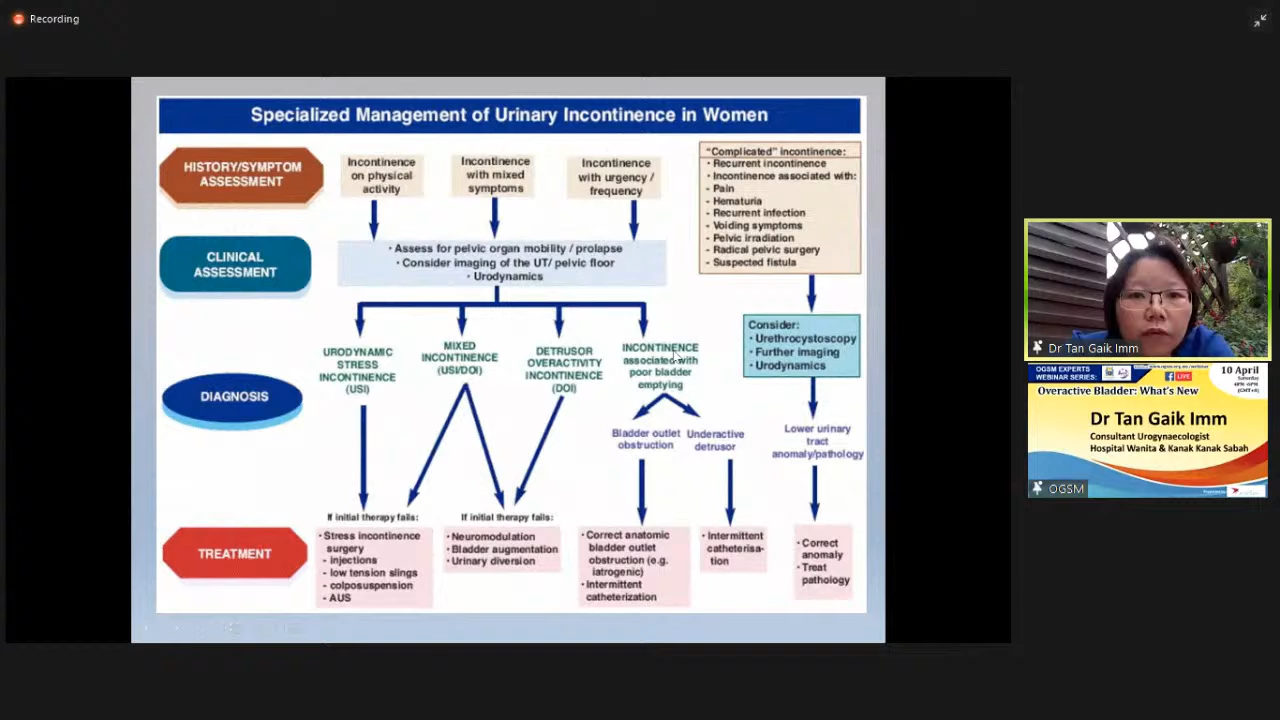 Recording
Specialized Management of Urinary Incontinence in Women
HISTORY/SYMPTOM
ASSESSMENT
Incontinence
on physical
activity
Incontinence
with mixed
symptoms
Incontinence
with urgency /
frequency
"Complicated" incontinence:
· Recurrent incontinence
· Incontinence associated with:
- Pain
- Hematuria
- Recurrent infection
- Voiding symptoms
- Pelvic irradiation
- Radical pelvic surgery
- Suspected fistula
CLINICAL
ASSESSMENT
· Assess for pelvic organ mobility / prolapse
· Consider imaging of the UT/ pelvic floor
· Urodynamics
Consider:
· Urethrocystoscopy
· Further imaging
· Urodynamics
DIAGNOSIS
URODYNAMIC
STRESS
INCONTINENCE
(USI)
MIXED
INCONTINENCE
(USI/DOI)
DETRUSOR
OVERACTIVITY
INCONTINENCE
(DOI)
INCONTINENCE
associated with
poor bladder
emptying
Bladder outlet
obstruction
Underactive
detrusor
Lower urinary
tract
anomaly/pathology
TREATMENT
If initial therapy fails:
· Stress incontinence
surgery
- injections
- low tension slings
- colposuspension
- AUS
If initial therapy fails:
· Neuromodulation
· Bladder augmentation
· Urinary diversion
· Correct anatomic
bladder outlet
obstruction (e.g.
iatrogenic)
· Intermittent
catheterization
· Intermittent
catheterisa-
tion
· Correct
anomaly
· Treat
pathology
Dr Tan Gaik Imm
OGSM EXPERTS
WEBINAR SERIES:
LIVE
10 April
Saturday
Overactive Bladder: What's New
Dr Tan Gaik Imm
Consultant Urogynaecologist
Hospital Wanita & Kanak Kanak Sabah
OGSM